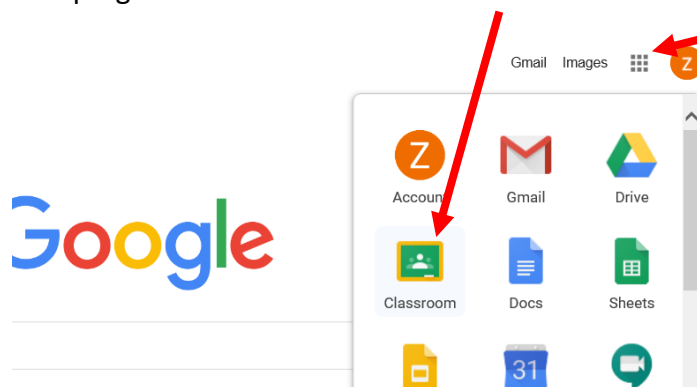 Gmail Images Z
Z
Account Gmail Drive
Google
Classroom Docs Sheets
31